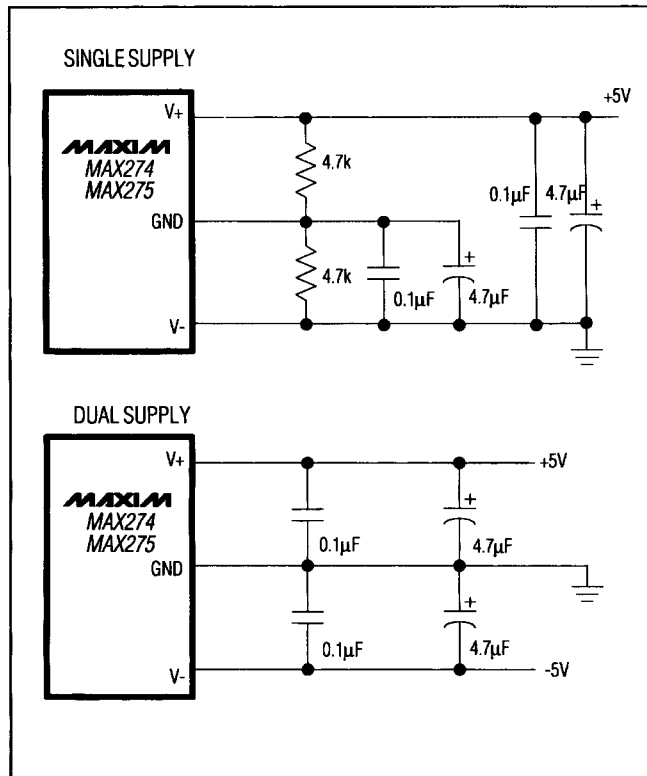 SINGLE SUPPLY
V+
+5V
MAXIM
MAX274
MAX275
4.7k
0.1µF
4.7µF
+
GND
4.7k
+
0.1µF
4.7µF
V-
DUAL SUPPLY
V+
+5V
MAXIM
MAX274
MAX275
+
0.1µF
4.7µF
GND
+
0.1µF
4.7µF
V-
-5V